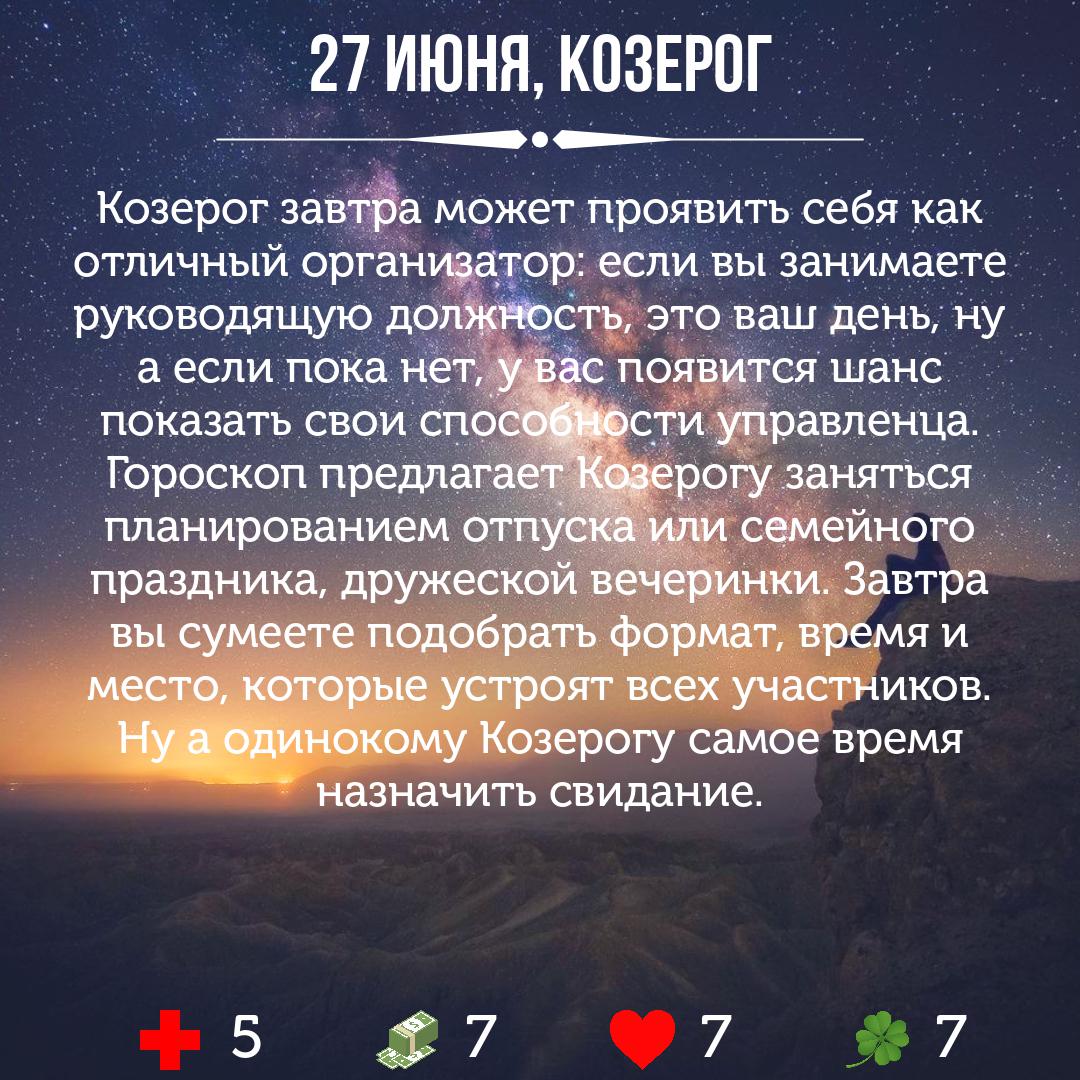 27 ИЮНЯ, КОЗЕРОГ
Козерог завтра может проявить себя как
отличный организатор: если вы занимаете
руководящую должность, это ваш день, ну
а если пока нет, у вас появится шанс
показать свои способности управленца.
Гороскоп предлагает Козерогу заняться
планированием отпуска или семейного
праздника, дружеской вечеринки. Завтра
вы сумеете подобрать формат, время и
место, которые устроят всех участников.
Ну а одинокому Козерогу самое время
назначить свидание.
5 7 7 7